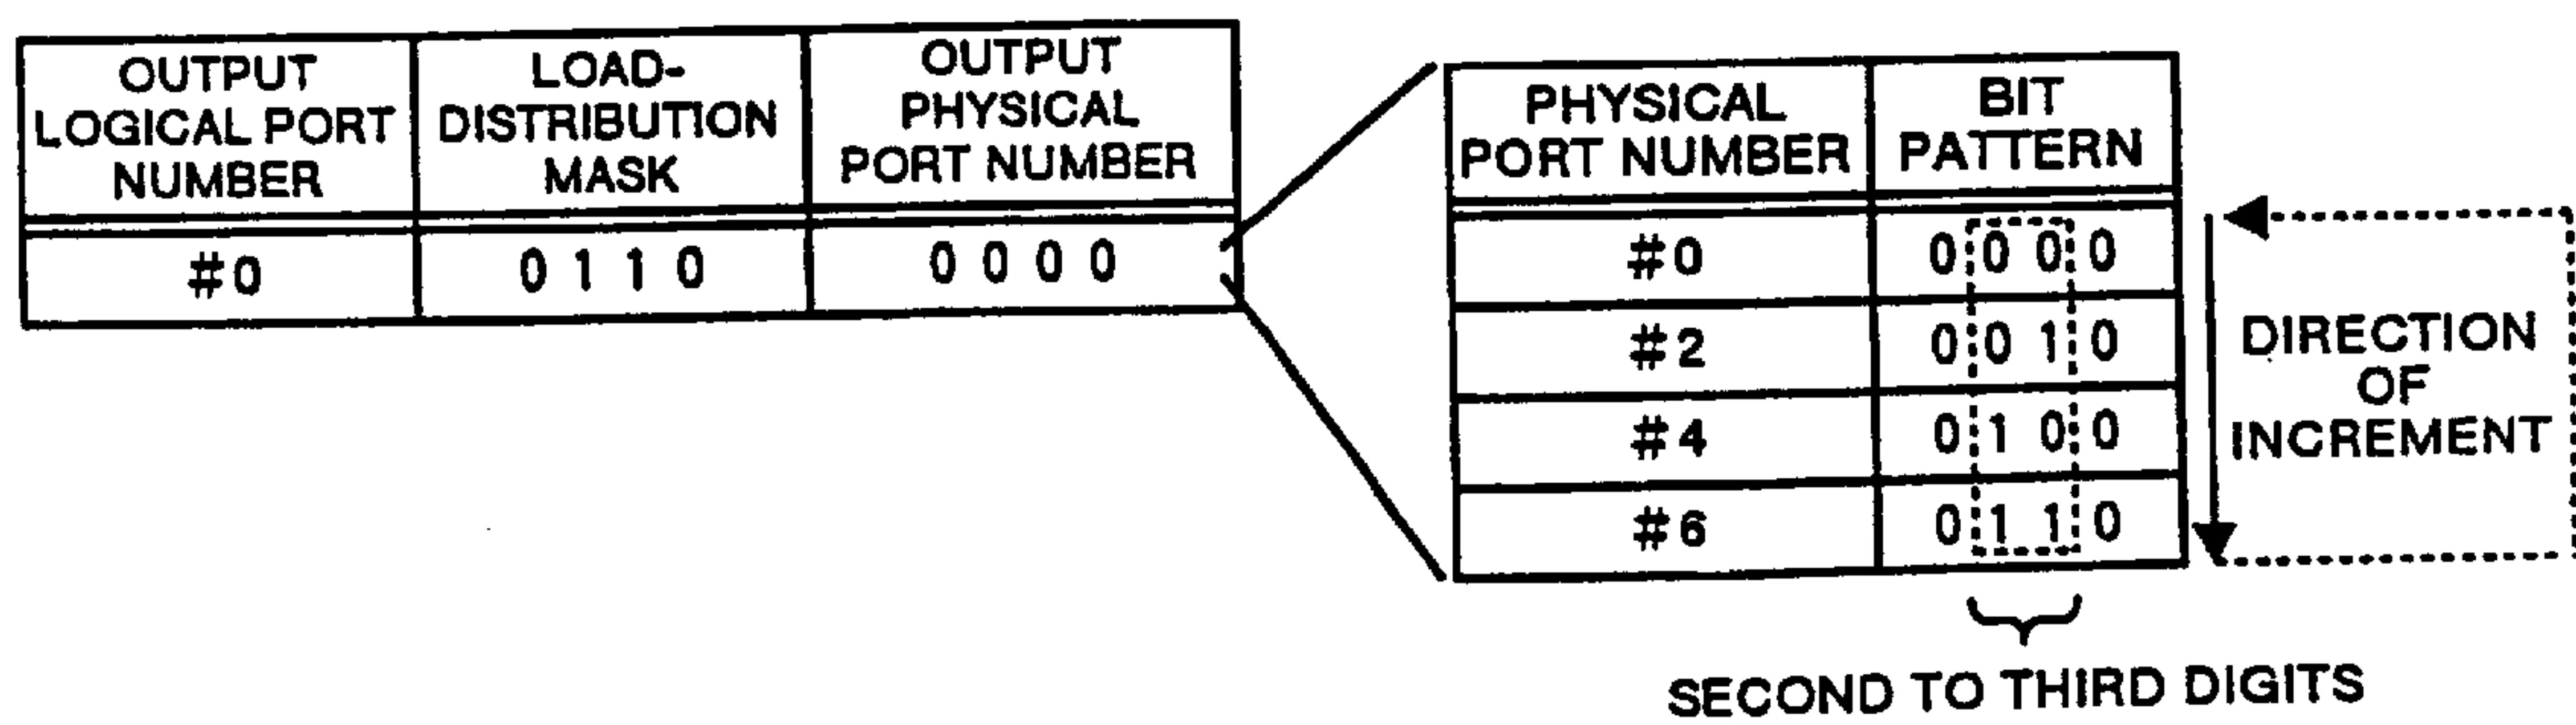 OUTPUT
LOGICAL PORT
NUMBER
LOAD-
DISTRIBUTION
MASK
OUTPUT
PHYSICAL
PORT NUMBER
#0
0 1 1 0
0 0 0 0
PHYSICAL
PORT NUMBER
BIT
PATTERN
#0
0 0 0 0
#2
0 0 1 0
#4
0 1 0 0
#6
0 1 1 0
DIRECTION
OF
INCREMENT
SECOND TO THIRD DIGITS